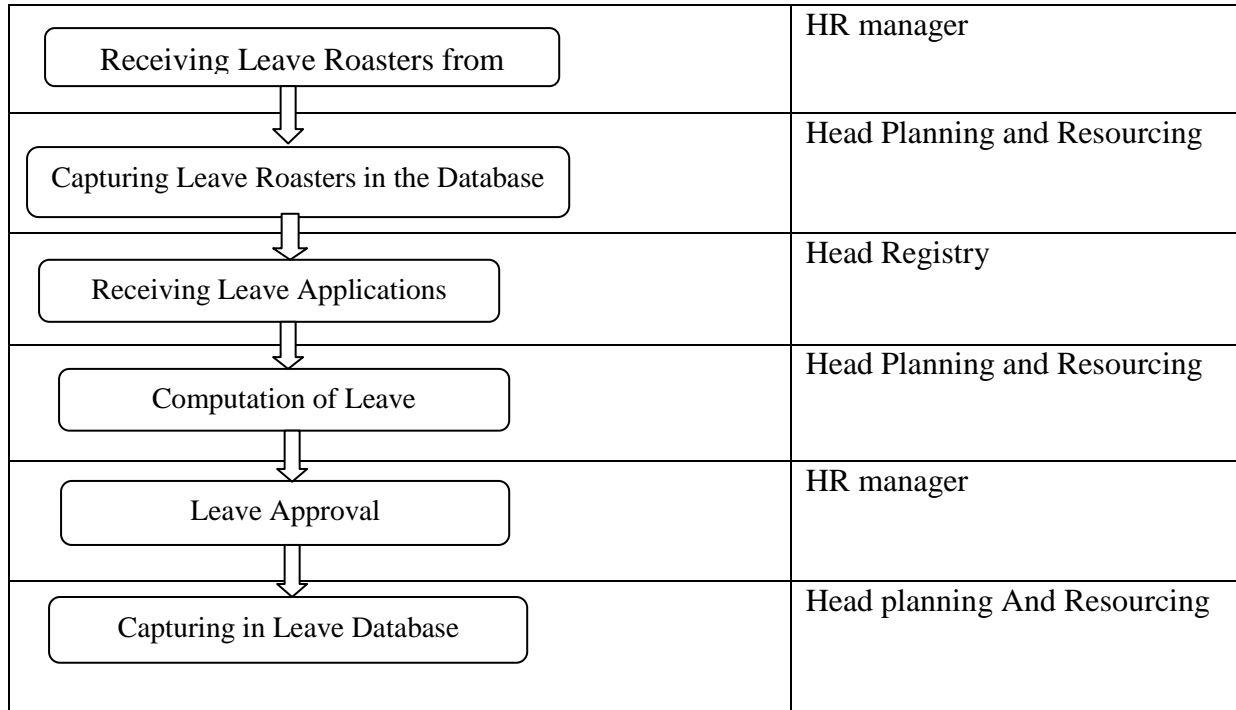 Receiving Leave Roasters from
HR manager
Capturing Leave Roasters in the Database
Head Planning and Resourcing
Receiving Leave Applications
Head Registry
Computation of Leave
Head Planning and Resourcing
Leave Approval
HR manager
Capturing in Leave Database
Head planning And Resourcing